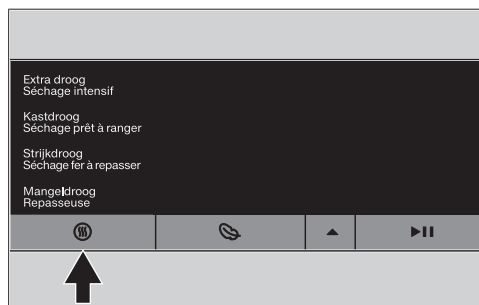 Extra droog
Séchage intensif
Kastdroog
Séchage prêt à ranger
Strijkdroog
Séchage fer à repasser
Mangeldroog
Repasseuse